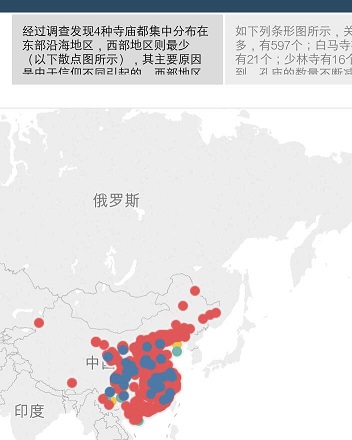 经过调查发现4种寺庙都集中分布在
东部沿海地区，西部地区则最少
（以下散点图所示），其主要原因
是由于信仰不同引起的，西部地区
如下列条形图所示，关
多，有597个；白马寺
有21个；少林寺有16个
到，孔庙的数量不断减
俄罗斯
中
印度